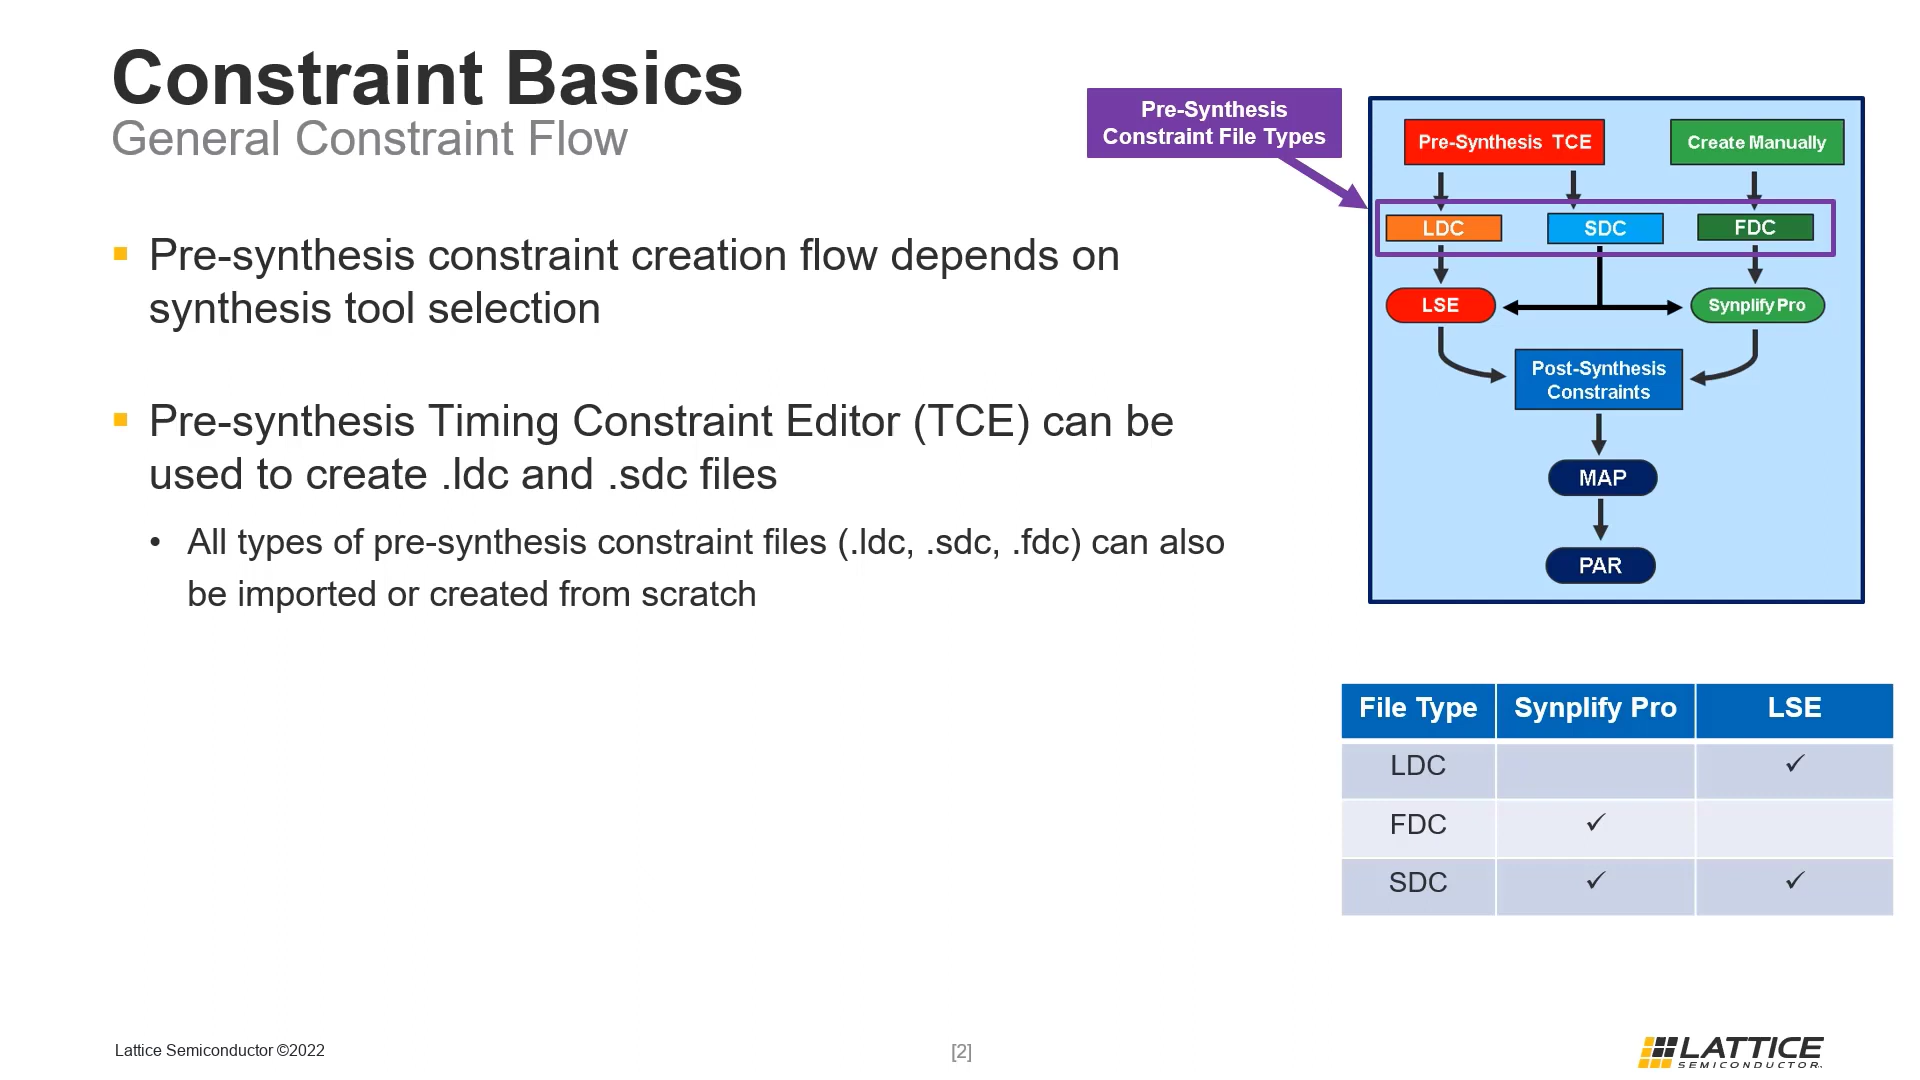 Constraint Basics
General Constraint Flow
Pre-Synthesis
Constraint File Types
Pre-Synthesis TCE
Create Manually
LDC
SDC
FDC
LSE
Synplify Pro
Post-Synthesis
Constraints
MAP
PAR
▪ Pre-synthesis constraint creation flow depends on
synthesis tool selection
▪ Pre-synthesis Timing Constraint Editor (TCE) can be
used to create .ldc and .sdc files
• All types of pre-synthesis constraint files (.ldc, .sdc, .fdc) can also
be imported or created from scratch
File Type Synplify Pro LSE
LDC ✓
FDC ✓
SDC ✓ ✓
Lattice Semiconductor ©2022
[2]
LATTICE
SEMICONDUCTOR